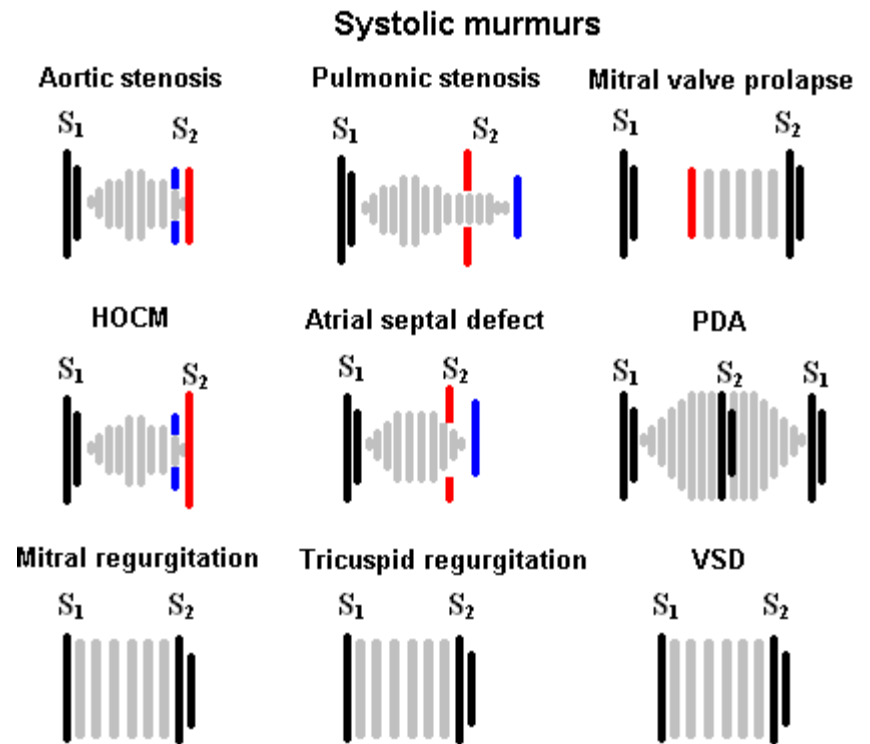 Systolic murmurs
Aortic stenosis
Pulmonic stenosis
Mitral valve prolapse
S1 S2
S1 S2
S1 S2
HOCM
Atrial septal defect
PDA
S1 S2
S1 S2
S1 S2 S1
Mitral regurgitation
Tricuspid regurgitation
VSD
S1 S2
S1 S2
S1 S2